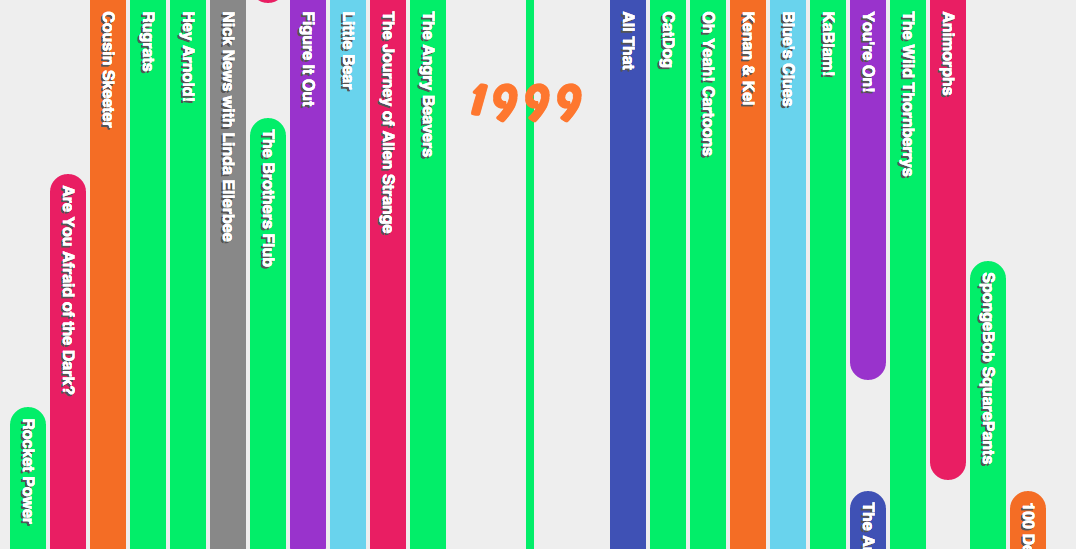 Rocket Power
Are You Afraid of the Dark?
Cousin Skeeter
Rugrats
Hey Arnold!
Nick News with Linda Ellerbee
The Brothers Flub
Figure It Out
Little Bear
The Journey of Allen Strange
The Angry Beavers
1999
All That
CatDog
Oh Yeah! Cartoons
Kenan & Kel
Blue's Clues
KaBlam!
You're On!
The
The Wild Thornberrys
Animorphs
SpongeBob SquarePants
100